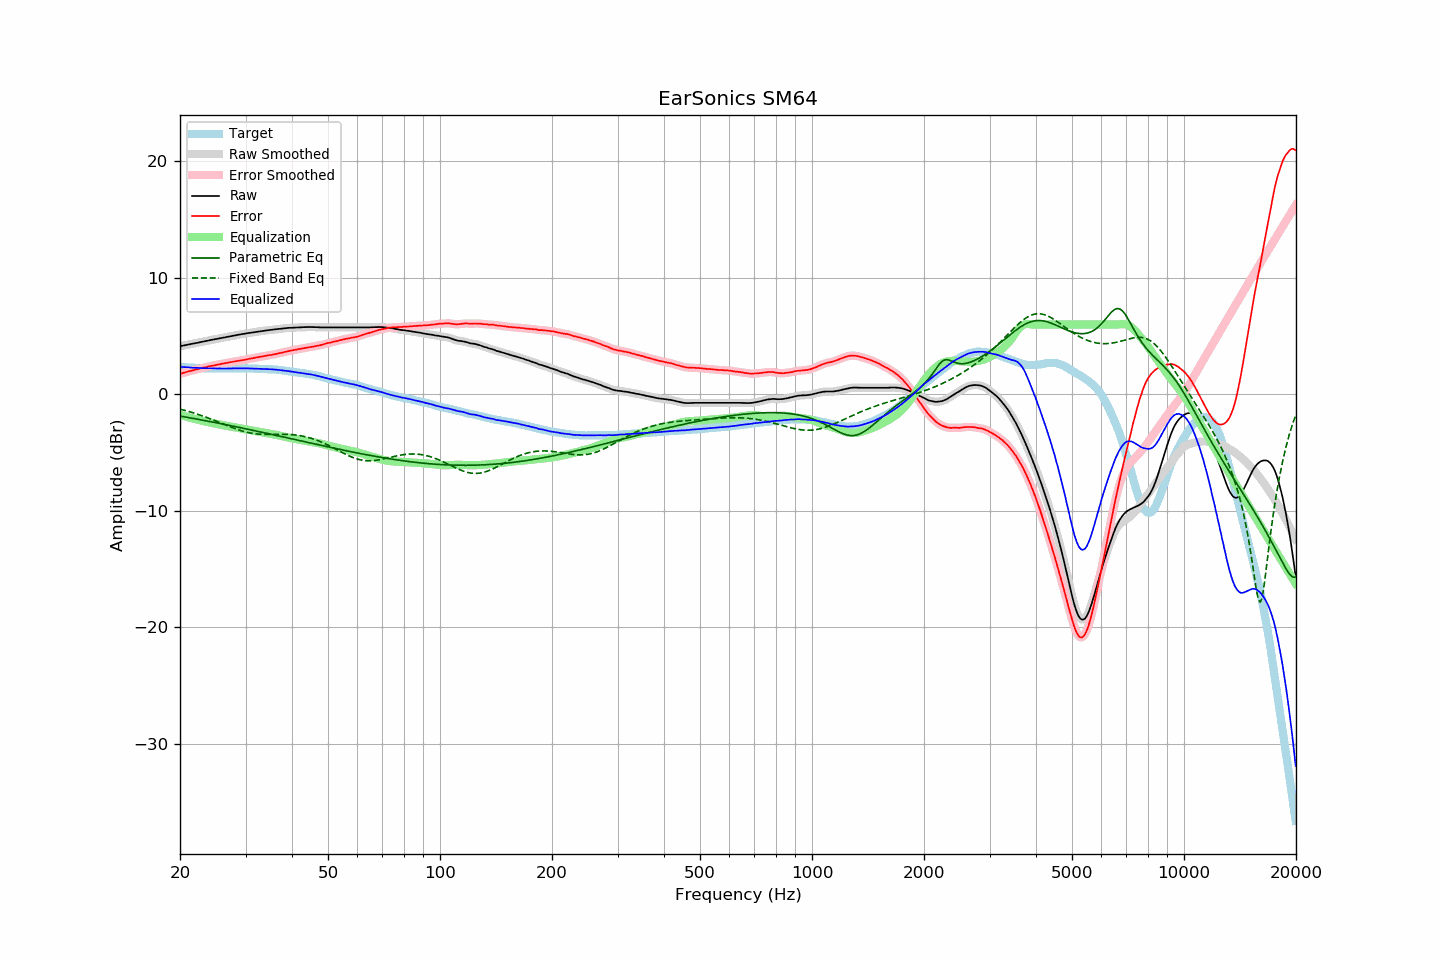 EarSonics SM64
Target
Raw Smoothed
Error Smoothed
Raw
Error
Equalization
Parametric Eq
Fixed Band Eq
Equalized
20
10
0
−10
−20
−30
Amplitude (dBr)
20
50
100
200
500
1000
2000
5000
10000
20000
Frequency (Hz)